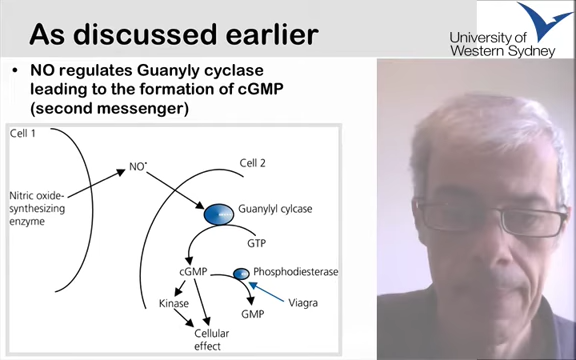 As discussed earlier
University of
Western Sydney
• NO regulates Guanyly cyclase
leading to the formation of cGMP
(second messenger)
Cell 1
NO•
Cell 2
Nitric oxide-
synthesizing
enzyme
Guanylyl cylcase
GTP
cGMP
Phosphodiesterase
Kinase
GMP
Viagra
Cellular
effect